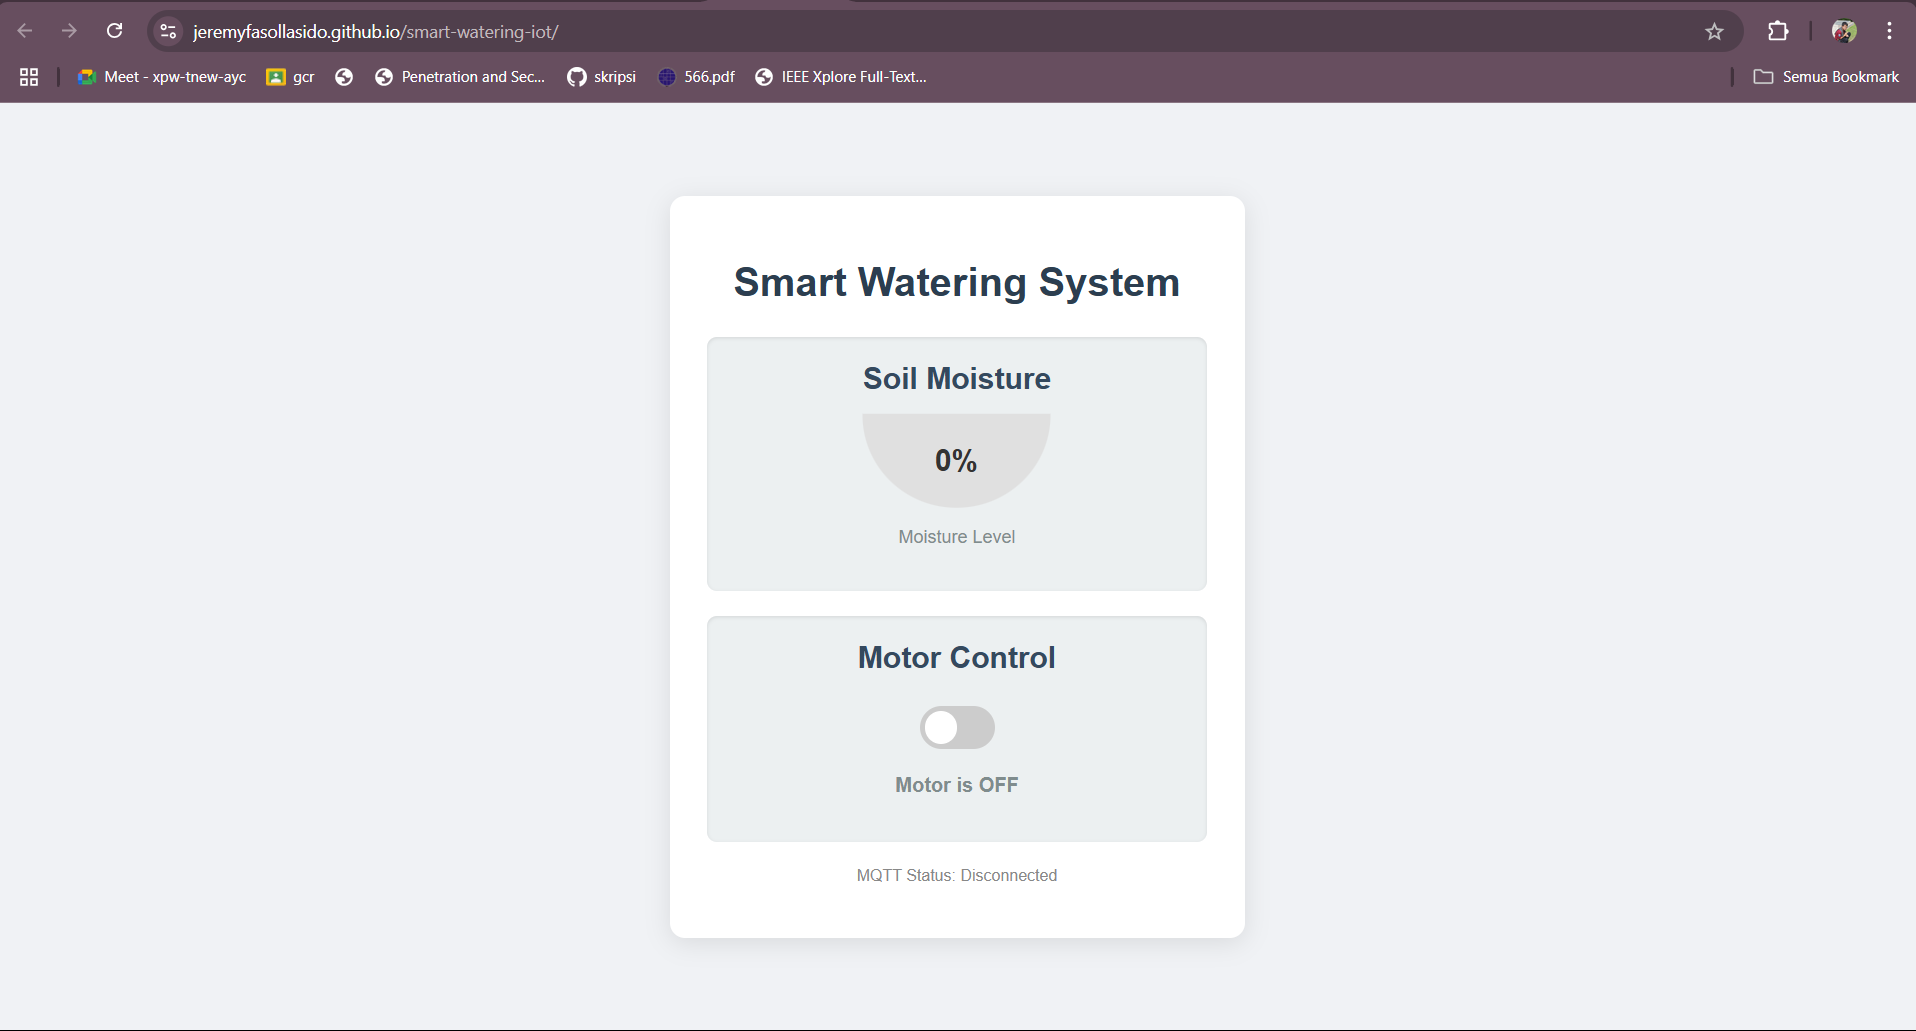 jeremyfasollasido.github.io/smart-watering-iot/
Meet - xpw-tnew-ayc gcr Penetration and Sec... skripsi 566.pdf IEEE Xplore Full-Text... Semua Bookmark
Smart Watering System
Soil Moisture
0%
Moisture Level
Motor Control
Motor is OFF
MQTT Status: Disconnected